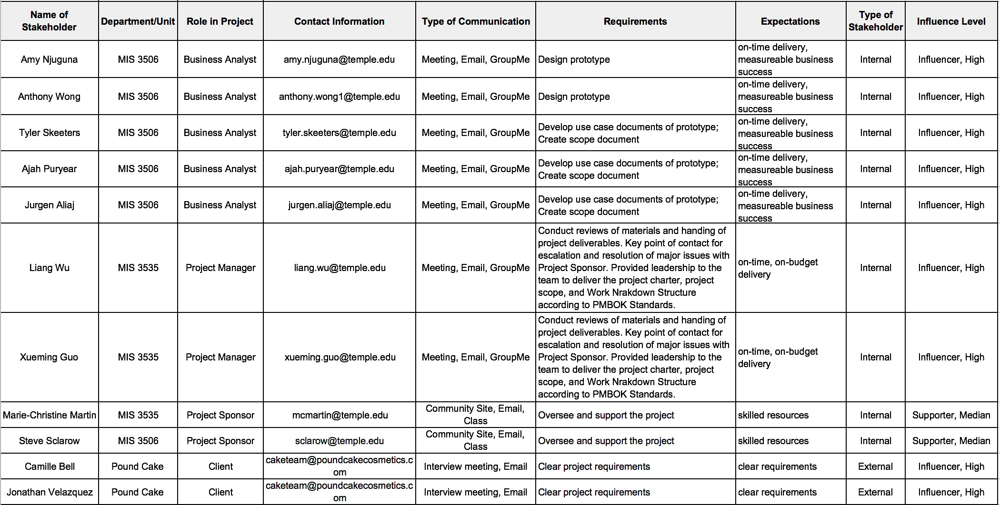 Name of Stakeholder Department/Unit Role in Project Contact Information Type of Communication Requirements Expectations Type of Stakeholder Influence Level
Amy Njuguna MIS 3506 Business Analyst amy.njuguna@temple.edu Meeting, Email, GroupMe Design prototype on-time delivery, measureable business success Internal Influencer, High
Anthony Wong MIS 3506 Business Analyst anthony.wong1@temple.edu Meeting, Email, GroupMe Design prototype on-time delivery, measureable business success Internal Influencer, High
Tyler Skeeters MIS 3506 Business Analyst tyler.skeeters@temple.edu Meeting, Email, GroupMe Develop use case documents of prototype; Create scope document on-time delivery, measureable business success Internal Influencer, High
Ajah Puryear MIS 3506 Business Analyst ajah.puryear@temple.edu Meeting, Email, GroupMe Develop use case documents of prototype; Create scope document on-time delivery, measureable business success Internal Influencer, High
Jurgen Aliaj MIS 3506 Business Analyst jurgen.aliaj@temple.edu Meeting, Email, GroupMe Develop use case documents of prototype; Create scope document on-time delivery, measureable business success Internal Influencer, High
Liang Wu MIS 3535 Project Manager liang.wu@temple.edu Meeting, Email, GroupMe Conduct reviews of materials and handing of project deliverables. Key point of contact for escalation and resolution of major issues with Project Sponsor. Provided leadership to the team to deliver the project charter, project scope, and Work Nrakdown Structure according to PMBOK Standards. on-time, on-budget delivery Internal Influencer, High
Xueming Guo MIS 3535 Project Manager xueming.guo@temple.edu Meeting, Email, GroupMe Conduct reviews of materials and handing of project deliverables. Key point of contact for escalation and resolution of major issues with Project Sponsor. Provided leadership to the team to deliver the project charter, project scope, and Work Nrakdown Structure according to PMBOK Standards. on-time, on-budget delivery Internal Influencer, High
Marie-Christine Martin MIS 3535 Project Sponsor mcmartin@temple.edu Community Site, Email, Class Oversee and support the project skilled resources Internal Supporter, Median
Steve Sclarow MIS 3506 Project Sponsor sclarow@temple.edu Community Site, Email, Class Oversee and support the project skilled resources Internal Supporter, Median
Camille Bell Pound Cake Client caketeam@poundcakecosmetics.com Interview meeting, Email Clear project requirements clear requirements External Influencer, High
Jonathan Velazquez Pound Cake Client caketeam@poundcakecosmetics.com Interview meeting, Email Clear project requirements clear requirements External Influencer, High